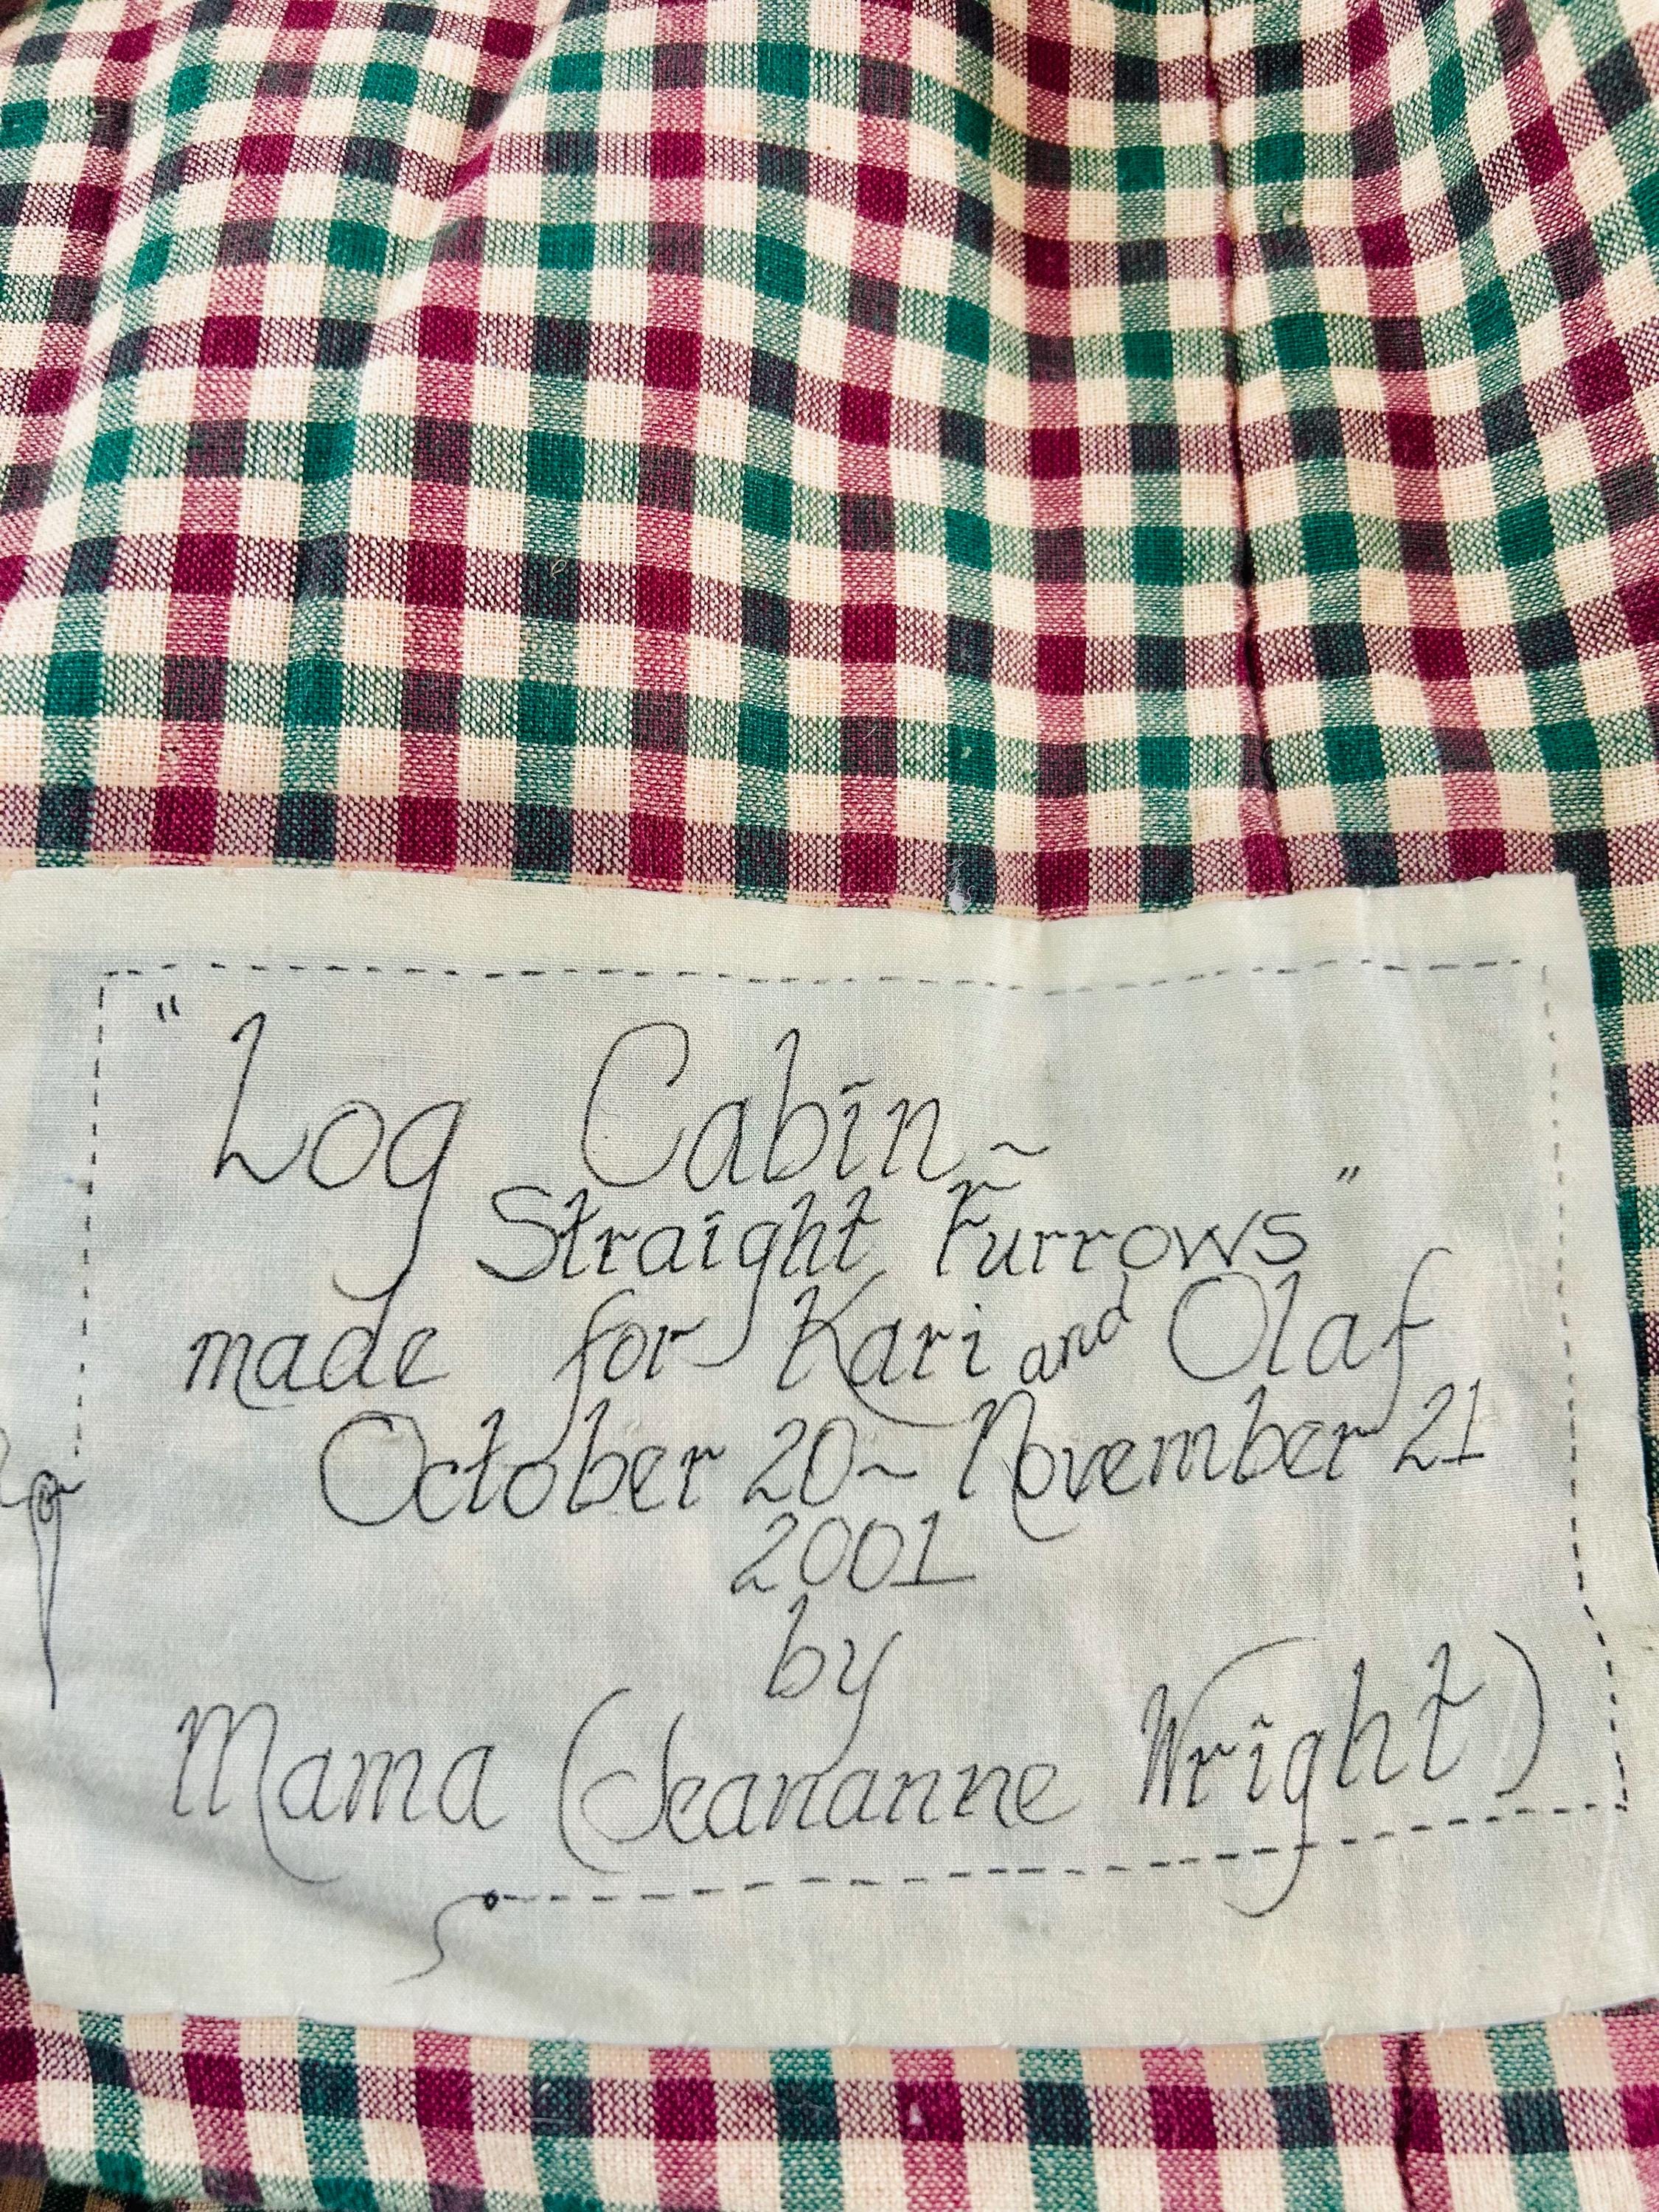 "Log Cabin~
Straight Furrows"
made for Kari and Olaf
October 20~November 21
2001
by
Mama (Jeananne Wright)